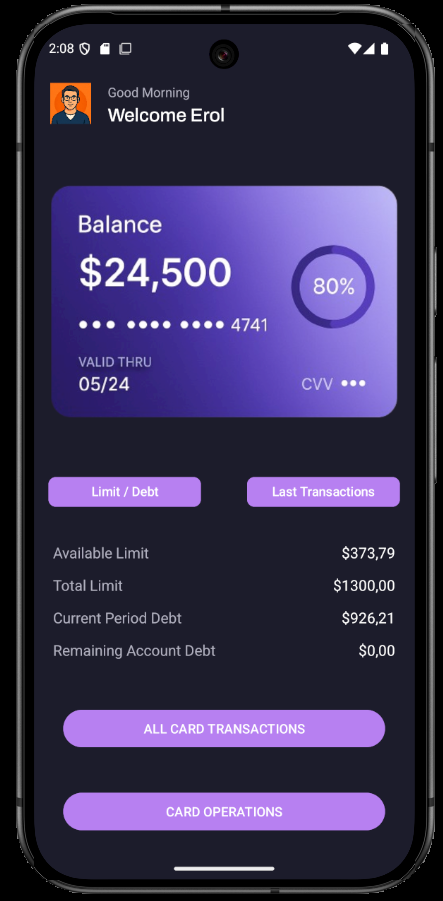 2:08
Good Morning
Welcome Erol
Balance
$24,500
80%
••• •••• •••• 4741
VALID THRU
05/24
CVV •••
Limit / Debt
Last Transactions
Available Limit $373,79
Total Limit $1300,00
Current Period Debt $926,21
Remaining Account Debt $0,00
ALL CARD TRANSACTIONS
CARD OPERATIONS